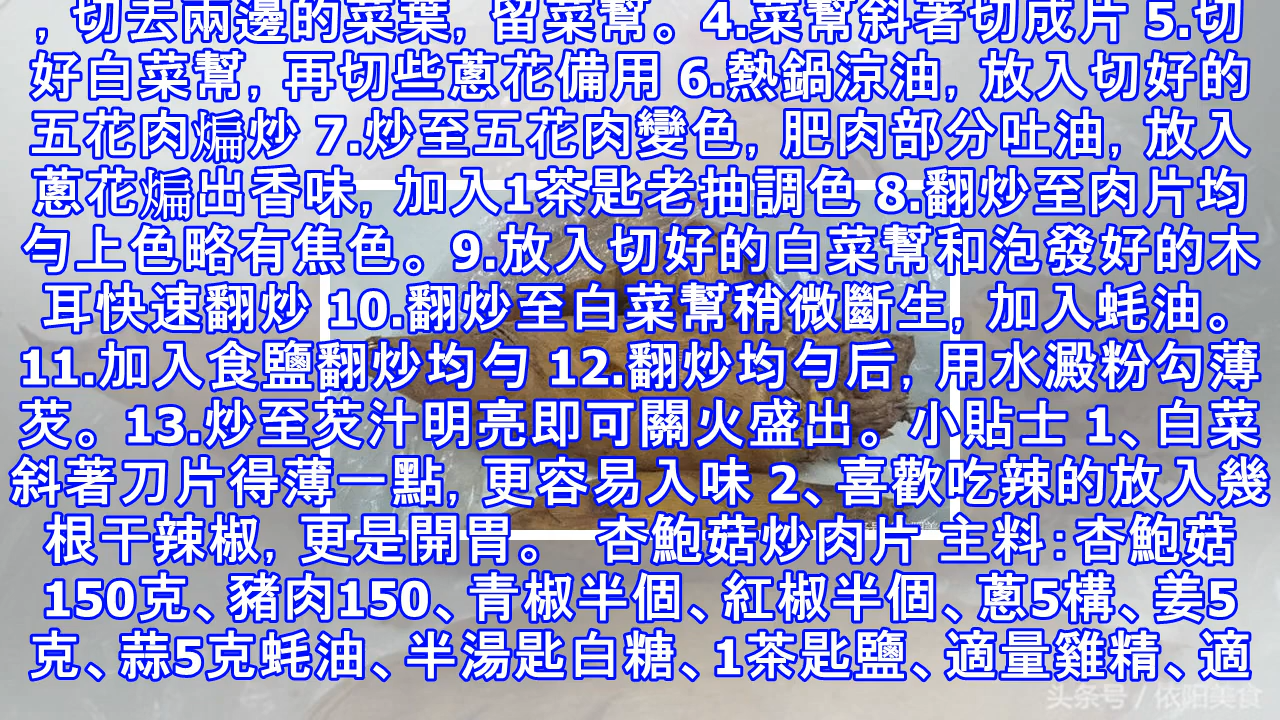 ，切去兩邊的菜葉，留菜幫。4.菜幫斜著切成片 5.切
好白菜幫，再切些蔥花備用 6.熱鍋涼油，放入切好的
五花肉煸炒 7.炒至五花肉變色，肥肉部分吐油，放入
蔥花煸出香味，加入1茶匙老抽調色 8.翻炒至肉片均
勻上色略有焦色。9.放入切好的白菜幫和泡發好的木
耳快速翻炒 10.翻炒至白菜幫稍微斷生，加入蚝油。
11.加入食鹽翻炒均勻 12.翻炒均勻后，用水澱粉勾薄
芡。13.炒至芡汁明亮即可關火盛出。小貼士 1、白菜
斜著刀片得薄一點，更容易入味 2、喜歡吃辣的放入幾
根干辣椒，更是開胃。 杏鮑菇炒肉片 主料：杏鮑菇
150克、豬肉150、青椒半個、紅椒半個、蔥5構、姜5
克、蒜5克蚝油、半湯匙白糖、1茶匙鹽、適量雞精、適
头条号 / 依阳美食